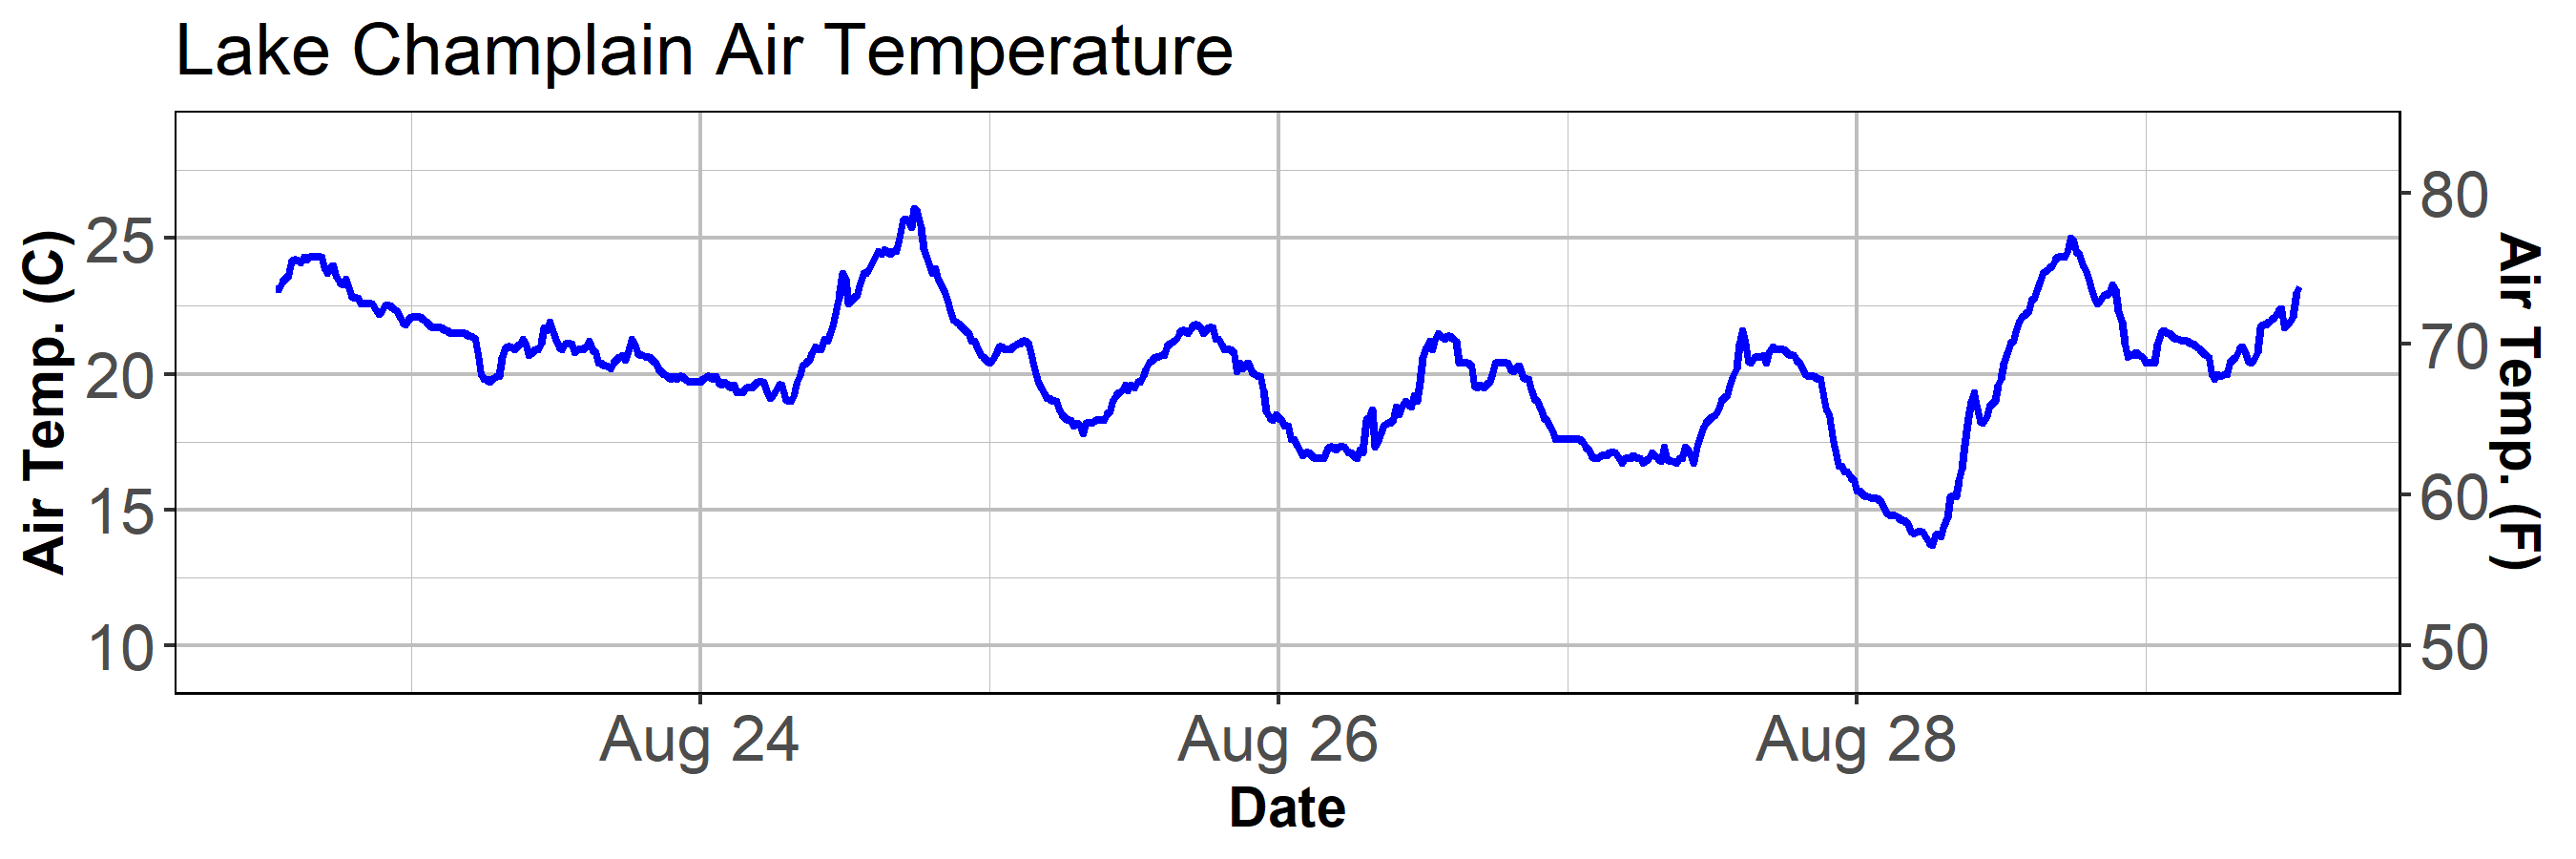 Lake Champlain Air Temperature
Air Temp. (C)
25
20
15
10
80
70
60
50
Air Temp. (F)
Aug 24
Aug 26
Aug 28
Date